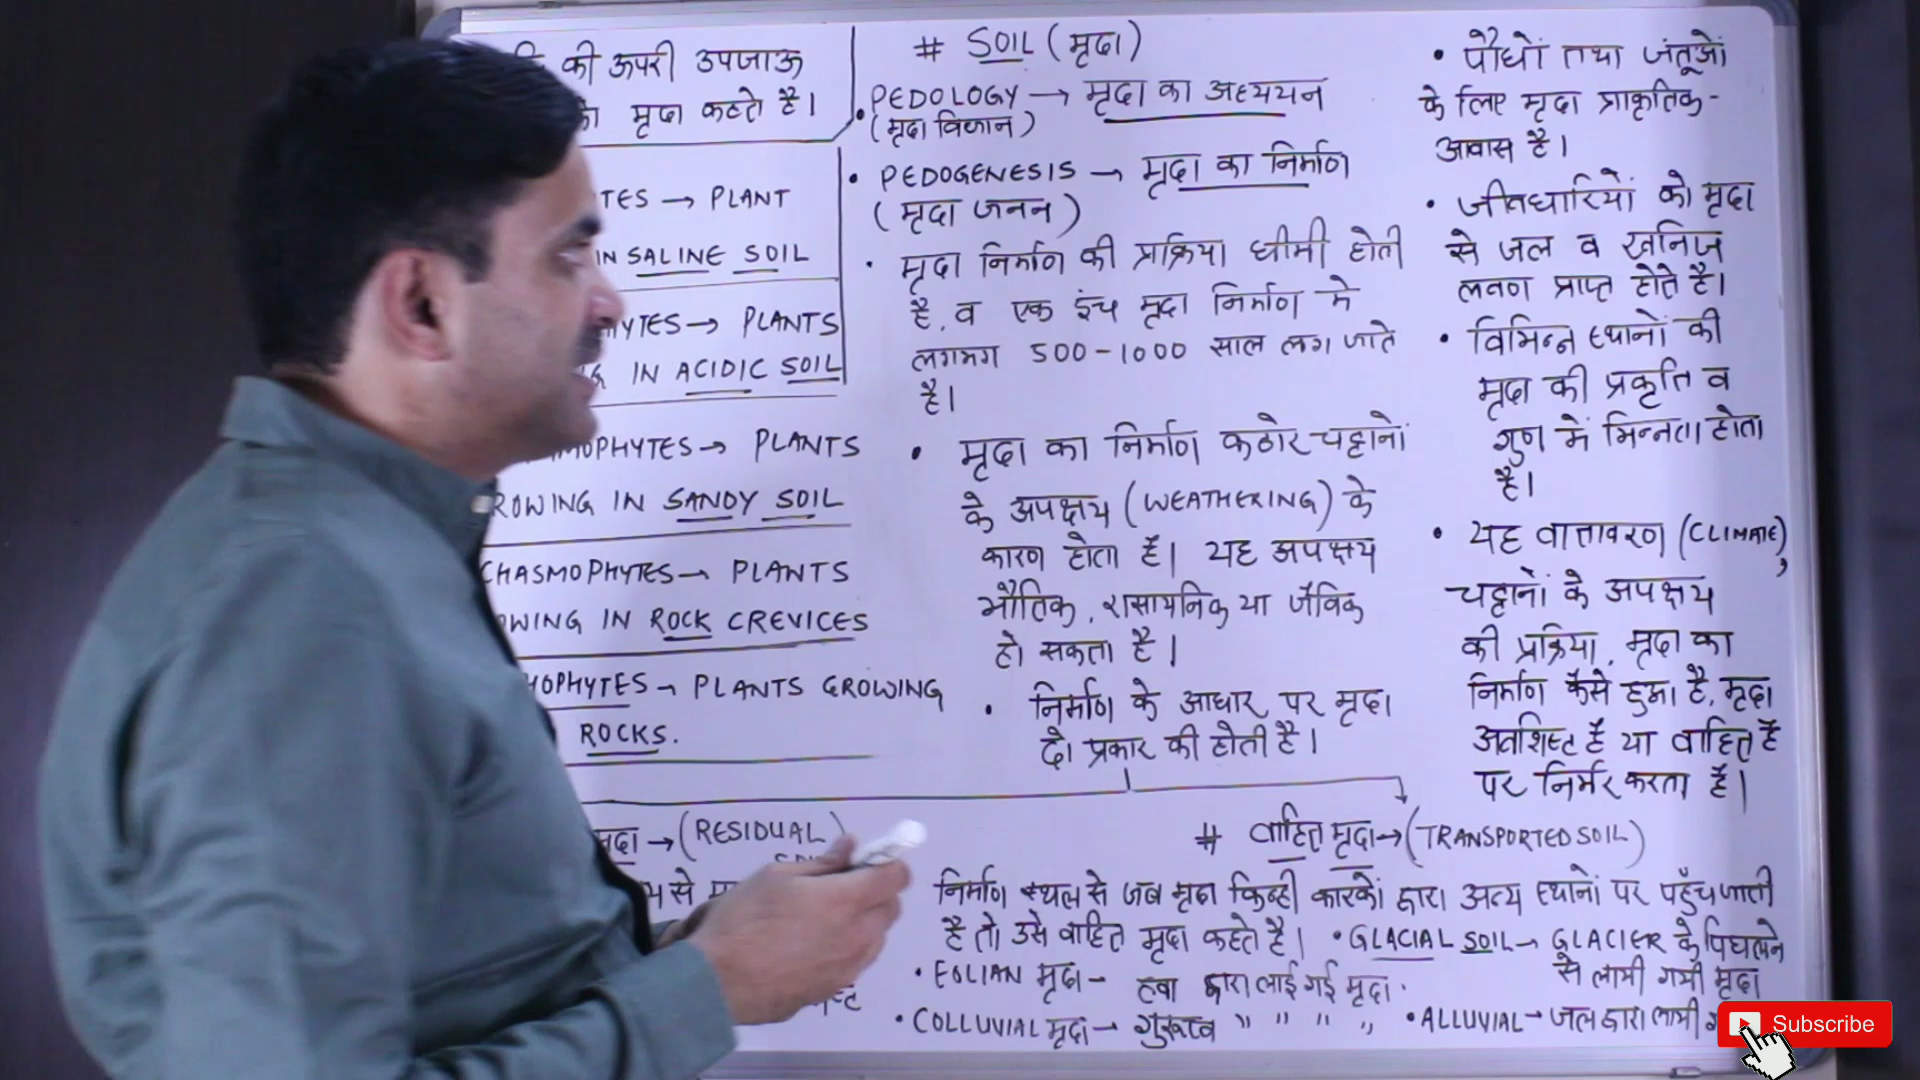 की ऊपरी उपजाऊ
मृदा कहते है।
TES → PLANT
IN SALINE SOIL
HYTES → PLANTS
IN ACIDIC SOIL
MOPHYTES → PLANTS
ROWING IN SANDY SOIL
CHASMOPHYTES → PLANTS
OWING IN ROCK CREVICES
HOPHYTES → PLANTS GROWING
ROCKS.
# SOIL (मृदा)
• PEDOLOGY → मृदा का अध्ययन
(मृदा विज्ञान)
• PEDOGENESIS → मृदा का निर्माण
(मृदा जनन)
• मृदा निर्माण की प्रक्रिया धीमी होती
है, व एक इंच मृदा निर्माण मे
लगभग 500-1000 साल लग जाते
है।
• मृदा का निर्माण कठोर चट्टानों
के अपक्षय (WEATHERING) के
कारण होता है। यह अपक्षय
भौतिक, रासायनिक या जैविक
हो सकता है।
• निर्माण के आधार पर मृदा
दो प्रकार की होती है।
• पौधों तथा जंतूओं
के लिए मृदा प्राकृतिक-
आवास है।
• जीवधारियों को मृदा
से जल व खनिज
लवण प्राप्त होते है।
• विभिन्न स्थानों की
मृदा की प्रकृति व
गुण में भिन्नता होता
है।
• यह वातावरण (CLIMATE),
चट्टानों के अपक्षय
की प्रक्रिया, मृदा का
निर्माण कैसे हुआ है, मृदा
अवशिष्ट है या वाहित है
पर निर्भर करता है।
मृदा → (RESIDUAL
से
# वाहित मृदा → (TRANSPORTED SOIL)
निर्माण स्थल से जब मृदा किन्ही कारकों द्वारा अन्य स्थानों पर पहुँच जाती
है तो उसे वाहित मृदा कहते है। • GLACIAL SOIL → GLACIER के पिघलने
से लायी गयी मृदा
• EOLIAN मृदा - हवा द्वारा लाई गई मृदा.
• COLLUVIAL मृदा → गुरूत्व " " " "
• ALLUVIAL → जल द्वारा लायी
Subscribe